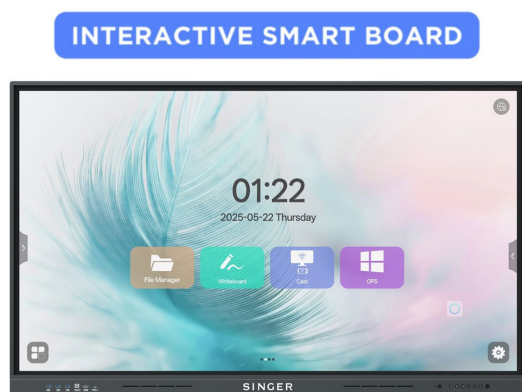 INTERACTIVE SMART BOARD
01:22
2025-05-22 Thursday
File Manager
Whiteboard
Cast
OPS
SINGER